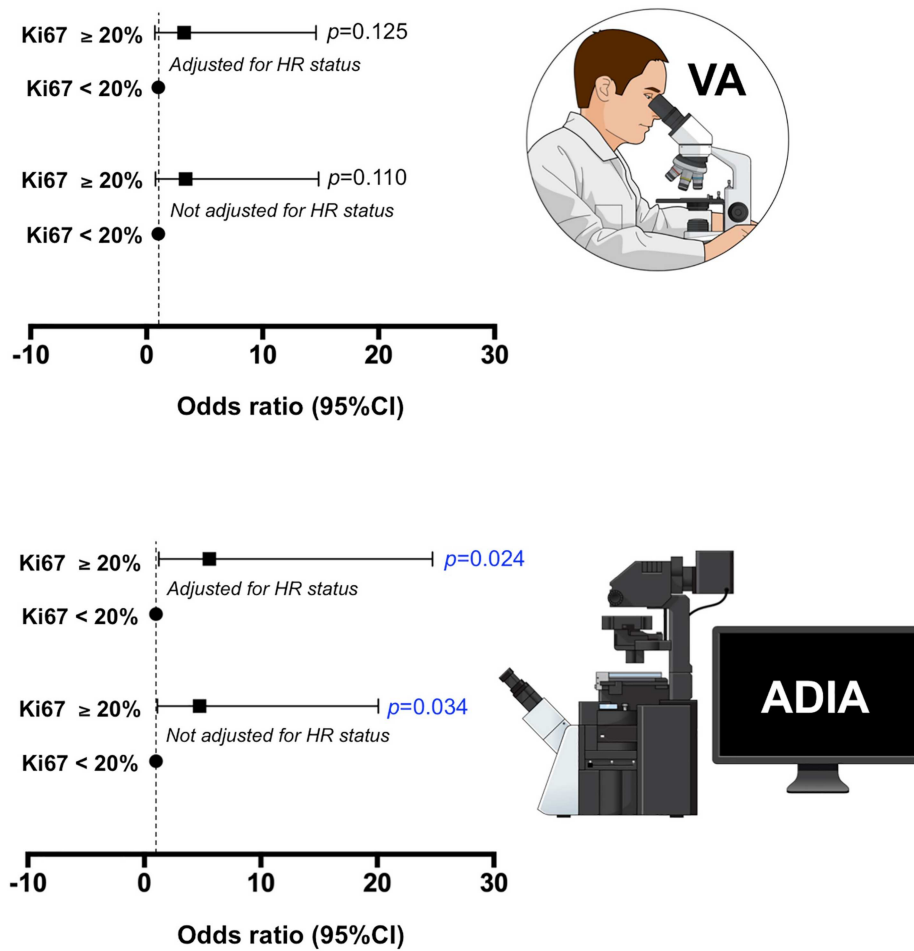 Ki67 ≥ 20%
p=0.125
Adjusted for HR status
Ki67 < 20%
Ki67 ≥ 20%
p=0.110
Not adjusted for HR status
Ki67 < 20%
-10 0 10 20 30
Odds ratio (95%CI)
VA
Ki67 ≥ 20%
p=0.024
Adjusted for HR status
Ki67 < 20%
Ki67 ≥ 20%
p=0.034
Not adjusted for HR status
Ki67 < 20%
-10 0 10 20 30
Odds ratio (95%CI)
ADIA